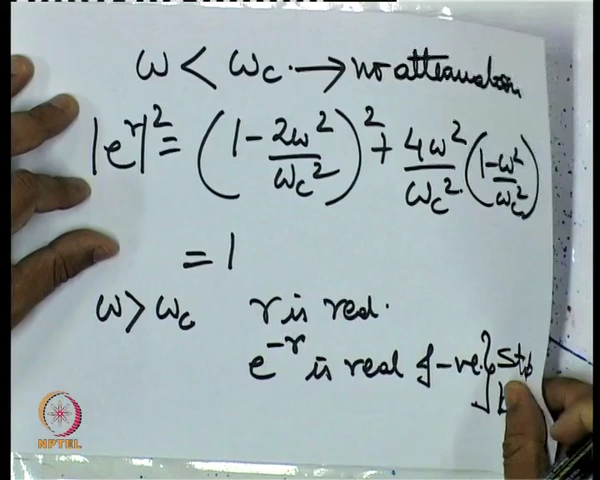 ω < ωc. → no attenuation
|e^γ|² = (1 - 2ω²/ωc²)² + 4ω²/ωc² (1 - ω²/ωc²)
= 1
ω > ωc γ is real.
e^-γ is real & -ve. }
NPTEL